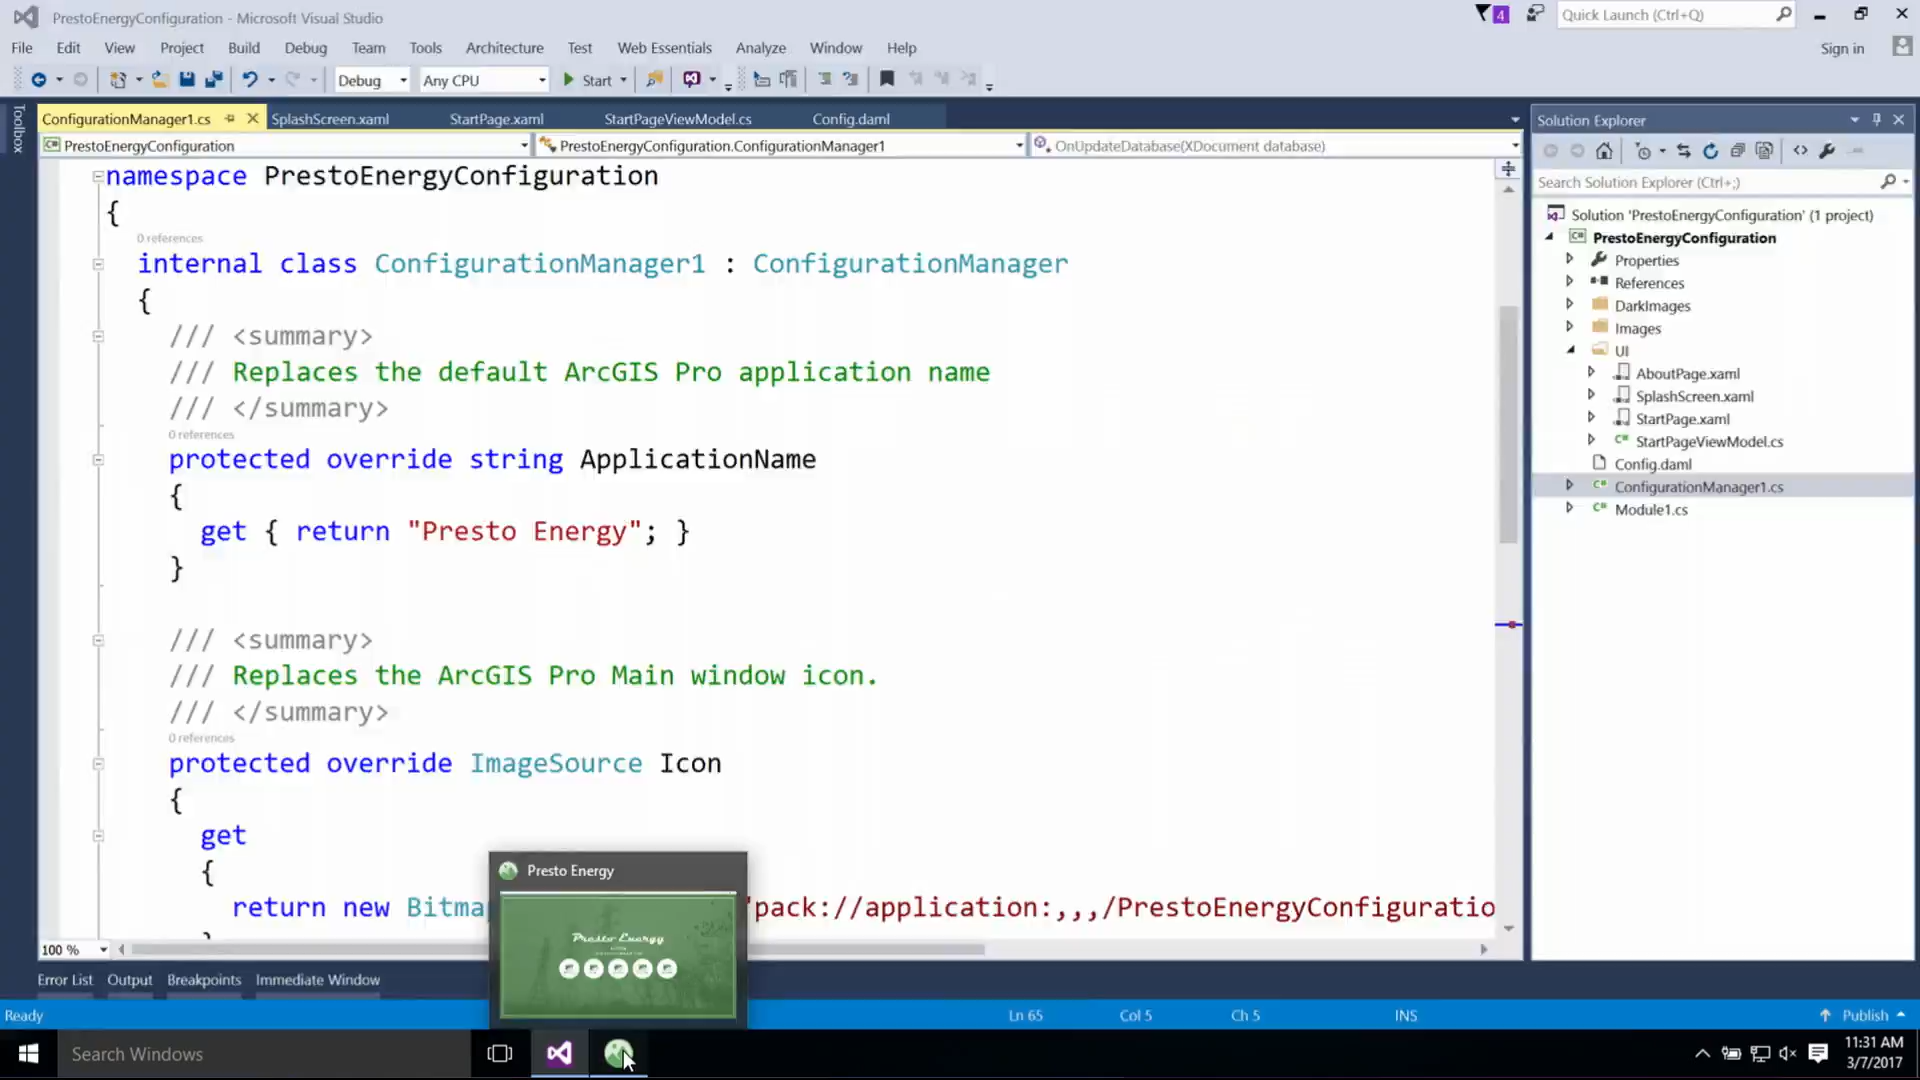 PrestoEnergyConfiguration - Microsoft Visual Studio
4
Quick Launch (Ctrl+Q)
File Edit View Project Build Debug Team Tools Architecture Test Web Essentials Analyze Window Help
Sign in
Debug Any CPU Start
Toolbox
ConfigurationManager1.cs SplashScreen.xaml StartPage.xaml StartPageViewModel.cs Config.daml
PrestoEnergyConfiguration PrestoEnergyConfiguration.ConfigurationManager1 OnUpdateDatabase(XDocument database)
namespace PrestoEnergyConfiguration
{
0 references
internal class ConfigurationManager1 : ConfigurationManager
{
/// <summary>
/// Replaces the default ArcGIS Pro application name
/// </summary>
0 references
protected override string ApplicationName
{
get { return "Presto Energy"; }
}
/// <summary>
/// Replaces the ArcGIS Pro Main window icon.
/// </summary>
0 references
protected override ImageSource Icon
{
get
{
return new Bitma "pack://application:,,,/PrestoEnergyConfiguratio
100 %
Presto Energy
Presto Energy
Error List Output Breakpoints Immediate Window
Solution Explorer
Search Solution Explorer (Ctrl+;)
Solution 'PrestoEnergyConfiguration' (1 project)
PrestoEnergyConfiguration
Properties
References
DarkImages
Images
UI
AboutPage.xaml
SplashScreen.xaml
StartPage.xaml
StartPageViewModel.cs
Config.daml
ConfigurationManager1.cs
Module1.cs
Ready Ln 65 Col 5 Ch 5 INS Publish
Search Windows
11:31 AM
3/7/2017